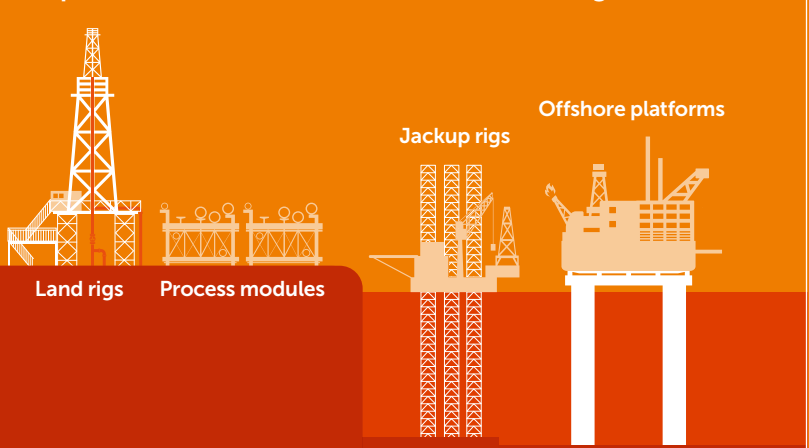 Offshore platforms
Jackup rigs
Land rigs
Process modules